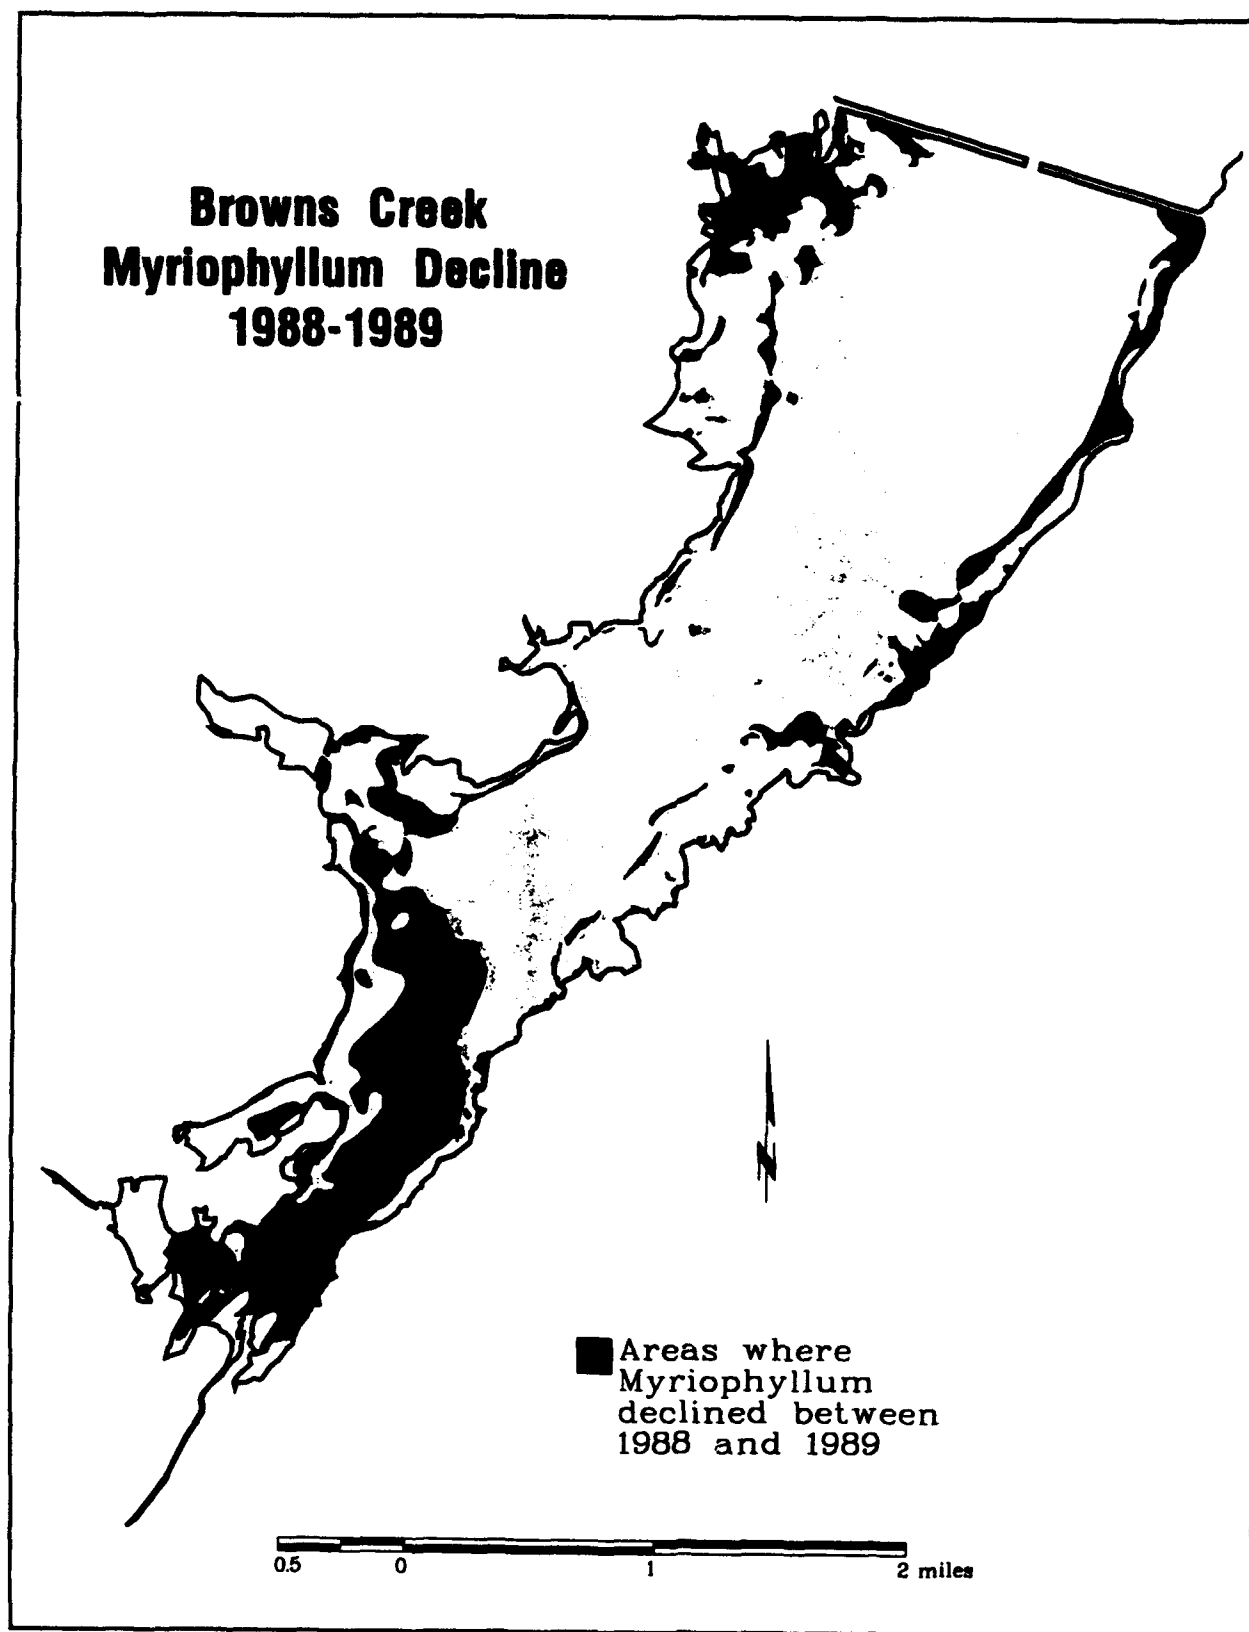 Browns Creek
Myriophyllum Decline
1988-1989
N
Areas where
Myriophyllum
declined between
1988 and 1989
0.5 0 1 2 miles